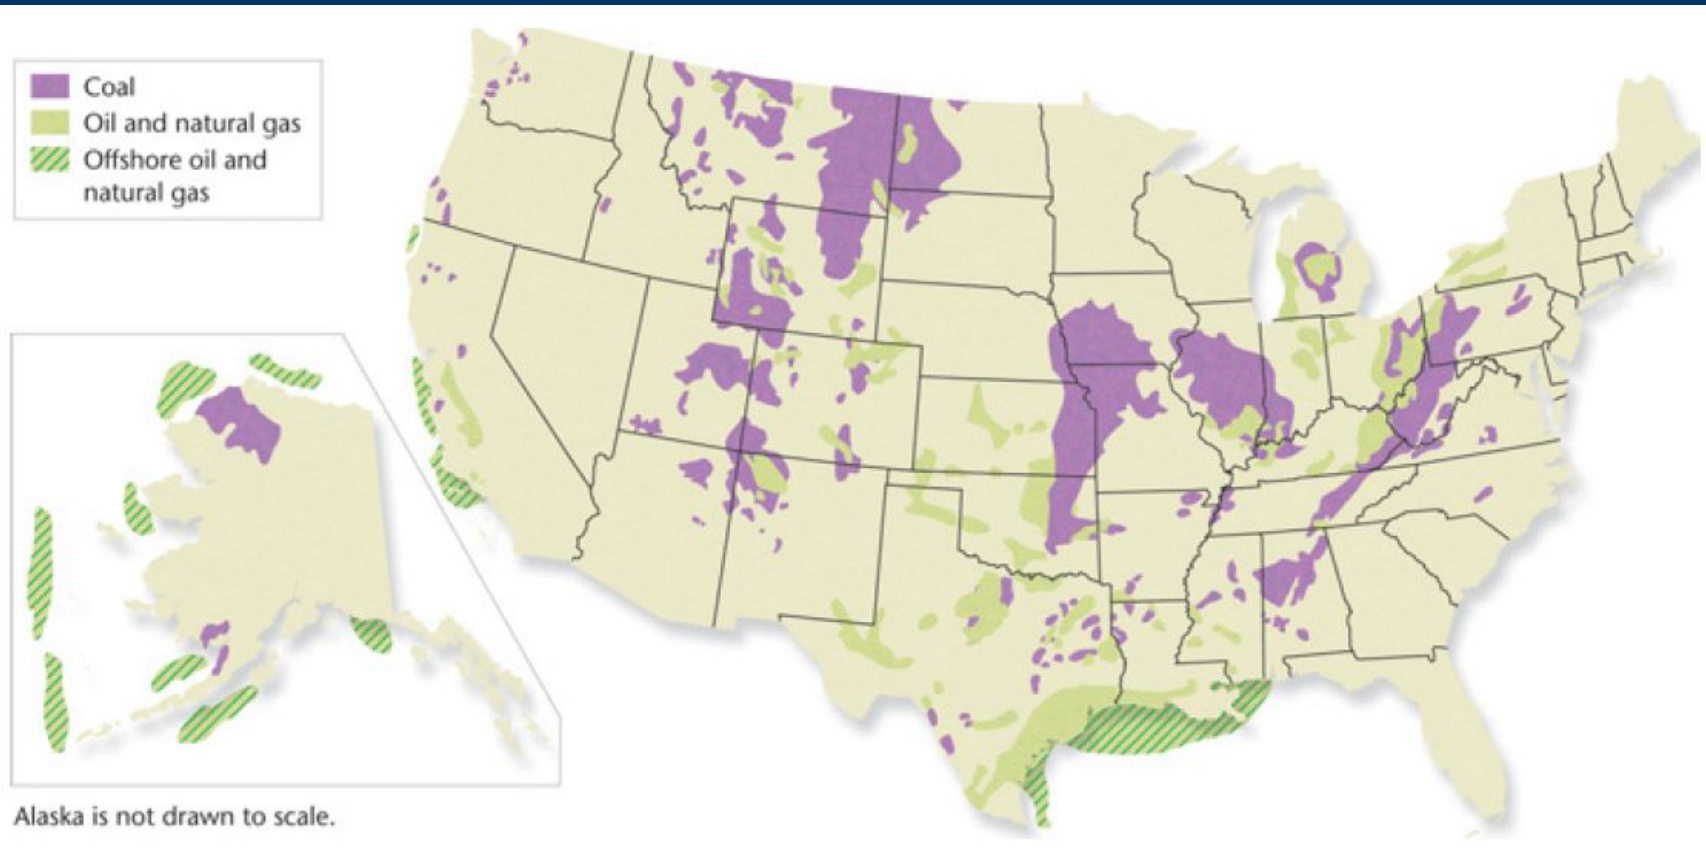 Coal
Oil and natural gas
Offshore oil and
natural gas
Alaska is not drawn to scale.